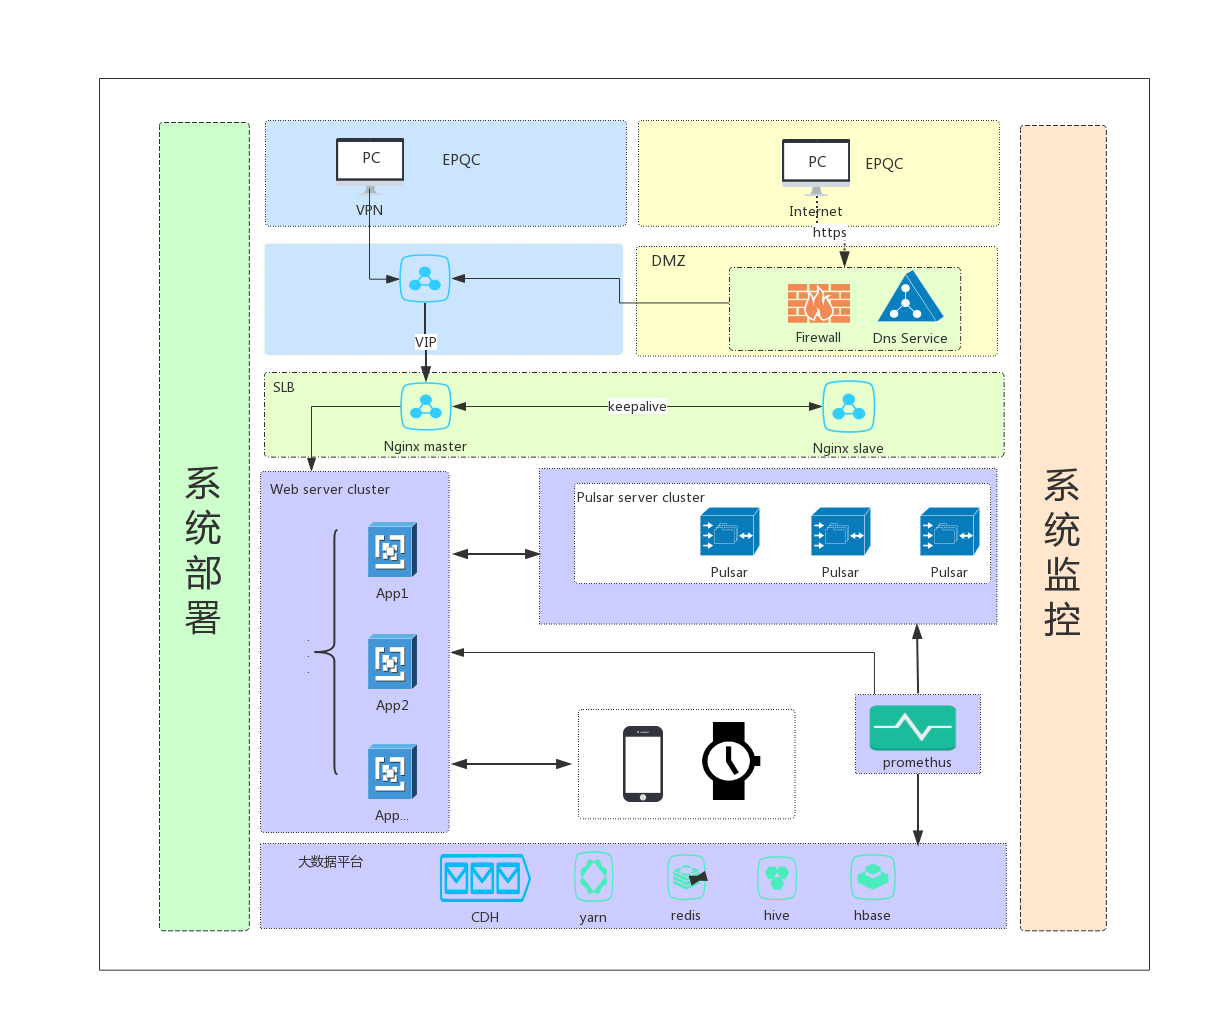 系统部署
PC
EPQC
VPN
PC
EPQC
Internet
https
DMZ
Firewall
Dns Service
VIP
SLB
keepalive
Nginx master
Nginx slave
Web server cluster
App1
App2
App...
Pulsar server cluster
Pulsar
Pulsar
Pulsar
promethus
大数据平台
CDH
yarn
redis
hive
hbase
系统监控